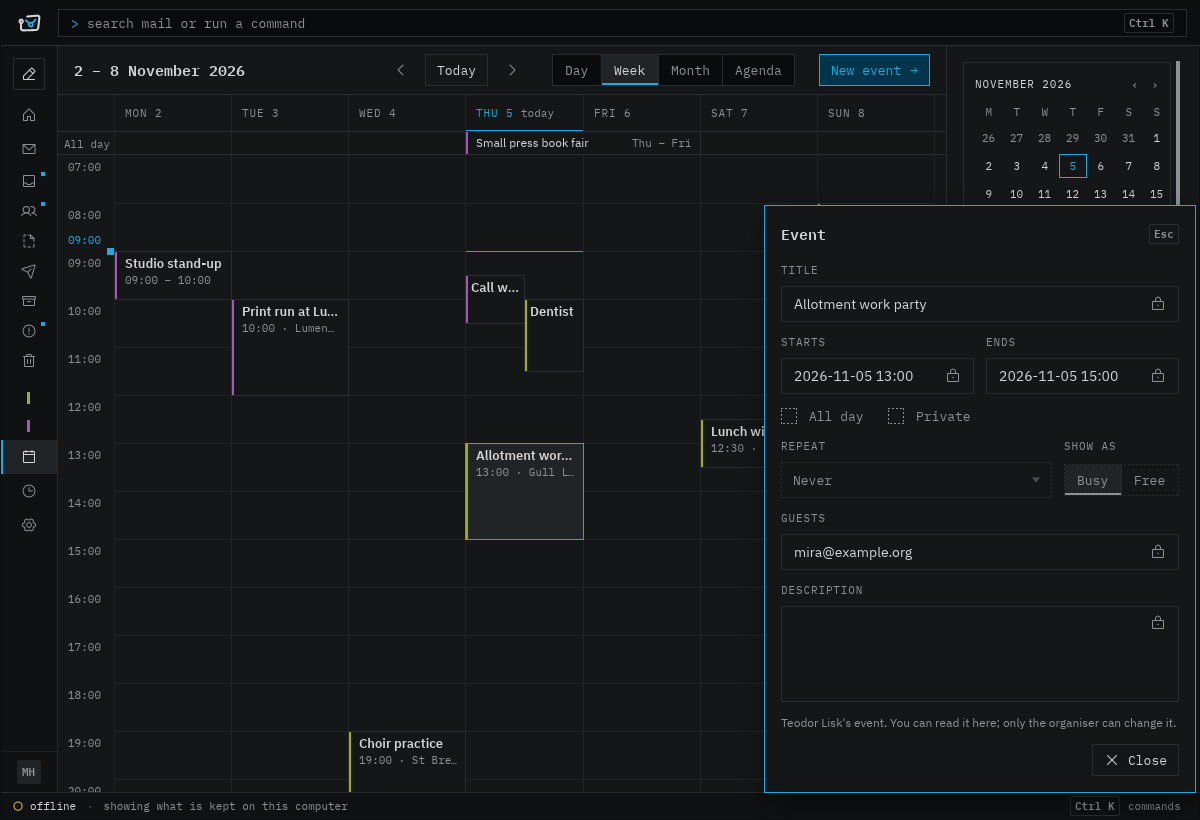 > search mail or run a command
Ctrl K
2 – 8 November 2026
Today
Day
Week
Month
Agenda
New event →
MON 2
TUE 3
WED 4
THU 5 today
FRI 6
SAT 7
SUN 8
All day
Small press book fair
Thu – Fri
07:00
08:00
09:00
09:00
10:00
11:00
12:00
13:00
14:00
15:00
16:00
17:00
18:00
19:00
20:00
Studio stand-up
09:00 – 10:00
Print run at Lu…
10:00 · Lumen…
Choir practice
19:00 · St Bre…
Call w…
Dentist
Allotment wor…
13:00 · Gull L…
Lunch wi
12:30 ·
NOVEMBER 2026
‹ ›
M T W T F S S
26 27 28 29 30 31 1
2 3 4 5 6 7 8
9 10 11 12 13 14 15
Event
Esc
TITLE
Allotment work party
STARTS
ENDS
2026-11-05 13:00
2026-11-05 15:00
All day
Private
REPEAT
SHOW AS
Never
Busy
Free
GUESTS
mira@example.org
DESCRIPTION
Teodor Lisk's event. You can read it here; only the organiser can change it.
Close
MH
offline · showing what is kept on this computer
Ctrl K commands